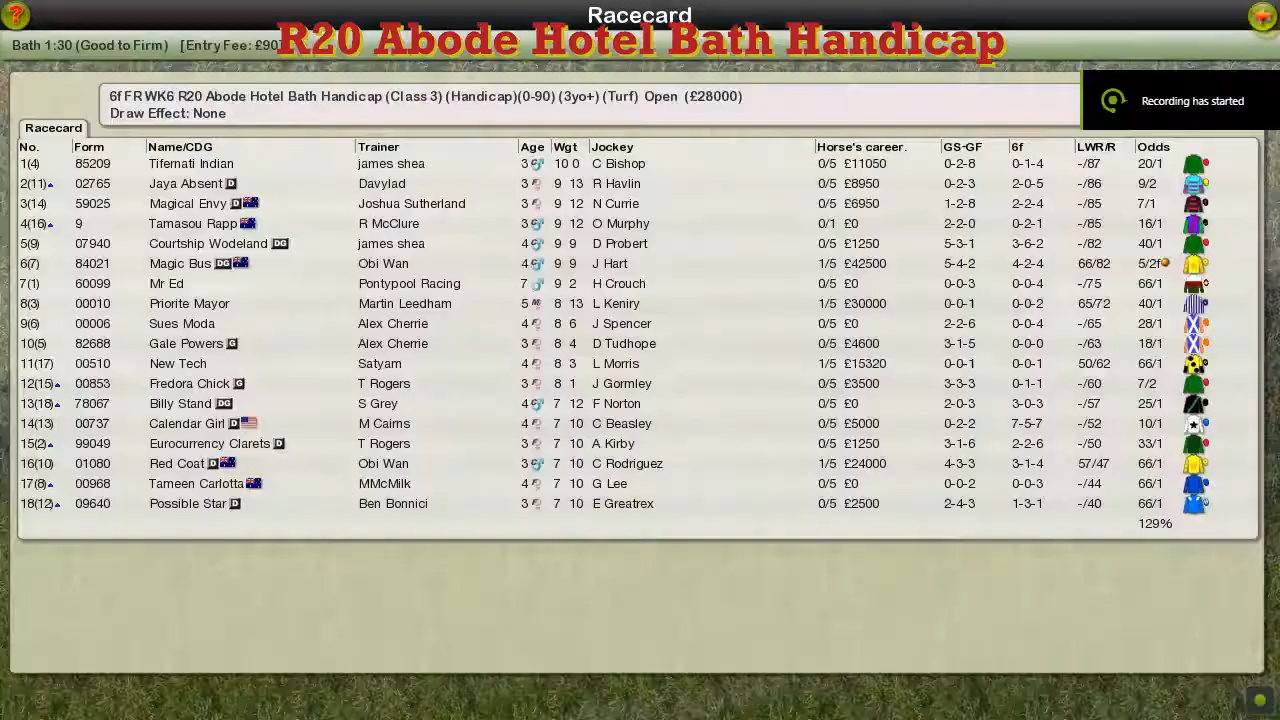 Racecard
R20 Abode Hotel Bath Handicap
Bath 1:30 (Good to Firm) [Entry Fee: £90
6f FR WK6 R20 Abode Hotel Bath Handicap (Class 3) (Handicap)(0-90) (3yo+) (Turf) Open (£28000)
Draw Effect: None
Recording has started
Racecard
No. Form Name/CDG Trainer Age Wgt Jockey Horse's career. GS-GF 6f LWR/R Odds
1(4) 85209 Tifernati Indian james shea 3 10 0 C Bishop 0/5 £11050 0-2-8 0-1-4 -/87 20/1
2(11) 02765 Jaya Absent D Davylad 3 9 13 R Havlin 0/5 £8950 0-2-3 2-0-5 -/86 9/2
3(14) 59025 Magical Envy D Joshua Sutherland 3 9 12 N Currie 0/5 £6950 1-2-8 2-2-4 -/85 7/1
4(16) 9 Tamasou Rapp R McClure 3 9 12 O Murphy 0/1 £0 2-2-0 0-2-1 -/85 16/1
5(9) 07940 Courtship Wodeland DG james shea 4 9 9 D Probert 0/5 £1250 5-3-1 3-6-2 -/82 40/1
6(7) 84021 Magic Bus DG Obi Wan 4 9 9 J Hart 1/5 £42500 5-4-2 4-2-4 66/82 5/2f
7(1) 60099 Mr Ed Pontypool Racing 7 9 2 H Crouch 0/5 £0 0-0-3 0-0-4 -/75 66/1
8(3) 00010 Priorite Mayor Martin Leedham 5 8 13 L Keniry 1/5 £30000 0-0-1 0-0-2 65/72 40/1
9(6) 00006 Sues Moda Alex Cherrie 4 8 6 J Spencer 0/5 £0 2-2-6 0-0-4 -/65 28/1
10(5) 82688 Gale Powers G Alex Cherrie 3 8 4 D Tudhope 0/5 £4600 3-1-5 0-0-0 -/63 18/1
11(17) 00510 New Tech Satyam 4 8 3 L Morris 1/5 £15320 0-0-1 0-0-1 50/62 66/1
12(15) 00853 Fredora Chick G T Rogers 3 8 1 J Gormley 0/5 £3500 3-3-3 0-1-1 -/60 7/2
13(18) 78067 Billy Stand DG S Grey 4 7 12 F Norton 0/5 £0 2-0-3 3-0-3 -/57 25/1
14(13) 00737 Calendar Girl D M Cairns 4 7 10 C Beasley 0/5 £5000 0-2-2 7-5-7 -/52 10/1
15(2) 99049 Eurocurrency Clarets D T Rogers 3 7 10 A Kirby 0/5 £1250 3-1-6 2-2-6 -/50 33/1
16(10) 01080 Red Coat D Obi Wan 3 7 10 C Rodriguez 1/5 £24000 4-3-3 3-1-4 57/47 66/1
17(8) 00968 Tameen Carlotta MMcMilk 4 7 10 G Lee 0/5 £0 0-0-2 0-0-3 -/44 66/1
18(12) 09640 Possible Star D Ben Bonnici 3 7 10 E Greatrex 0/5 £2500 2-4-3 1-3-1 -/40 66/1
129%